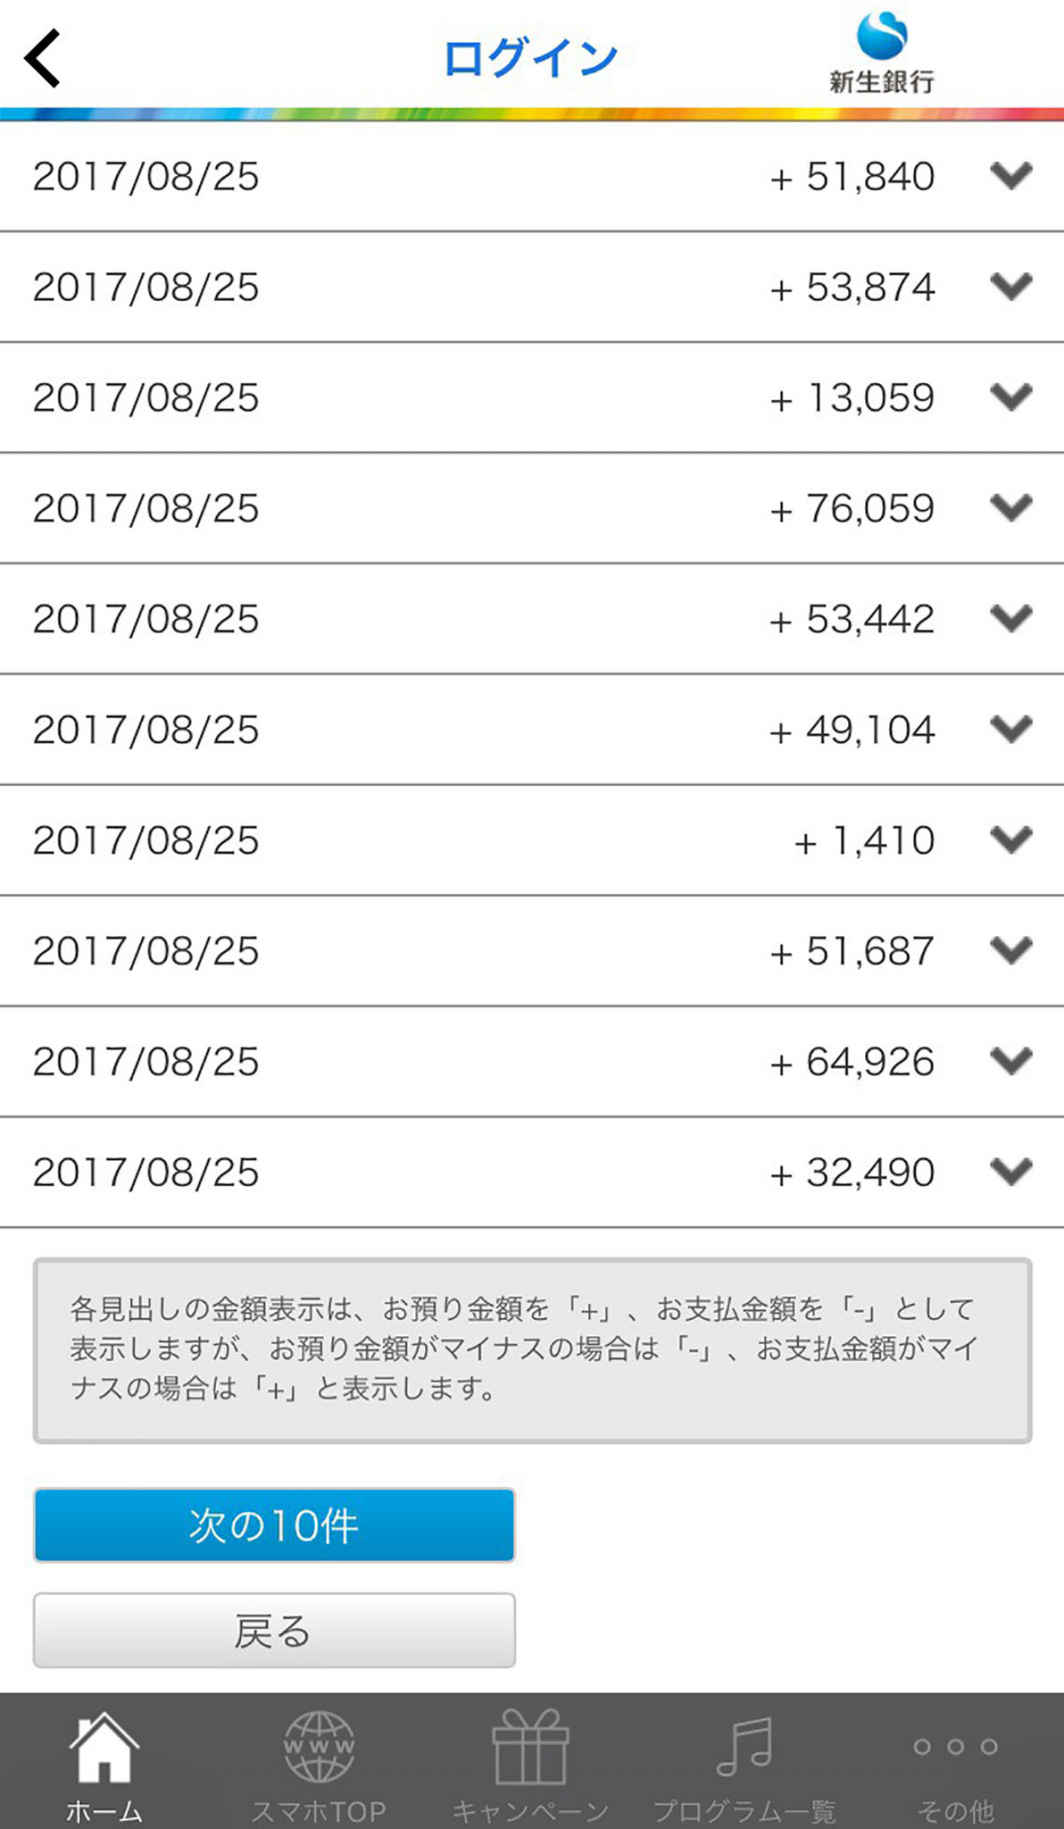 ログイン
新生銀行
2017/08/25 + 51,840
2017/08/25 + 53,874
2017/08/25 + 13,059
2017/08/25 + 76,059
2017/08/25 + 53,442
2017/08/25 + 49,104
2017/08/25 + 1,410
2017/08/25 + 51,687
2017/08/25 + 64,926
2017/08/25 + 32,490
各見出しの金額表示は、お預り金額を「+」、お支払金額を「-」として
表示しますが、お預り金額がマイナスの場合は「-」、お支払金額がマイ
ナスの場合は「+」と表示します。
次の10件
戻る
WWW
ホーム スマホTOP キャンペーン プログラム一覧 その他